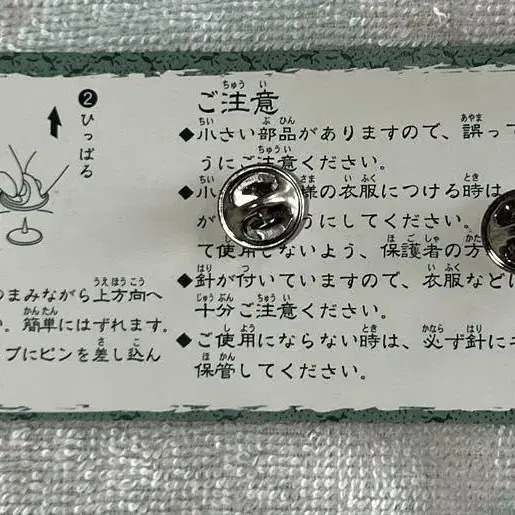 ❷ひっぱる
つまみながら上方向へ
。簡単にはずれます。
ブにピンを差し込ん
ご注意
◆小さい部品がありますので、誤っ
うにご注意ください。
◆小 様の衣服につける時は
が うにしてください。
て使用しないよう、保護者の方
◆針が付いていますので、衣服など
十分ご注意ください。
◆ご使用にならない時は、必ず針に
保管してください。